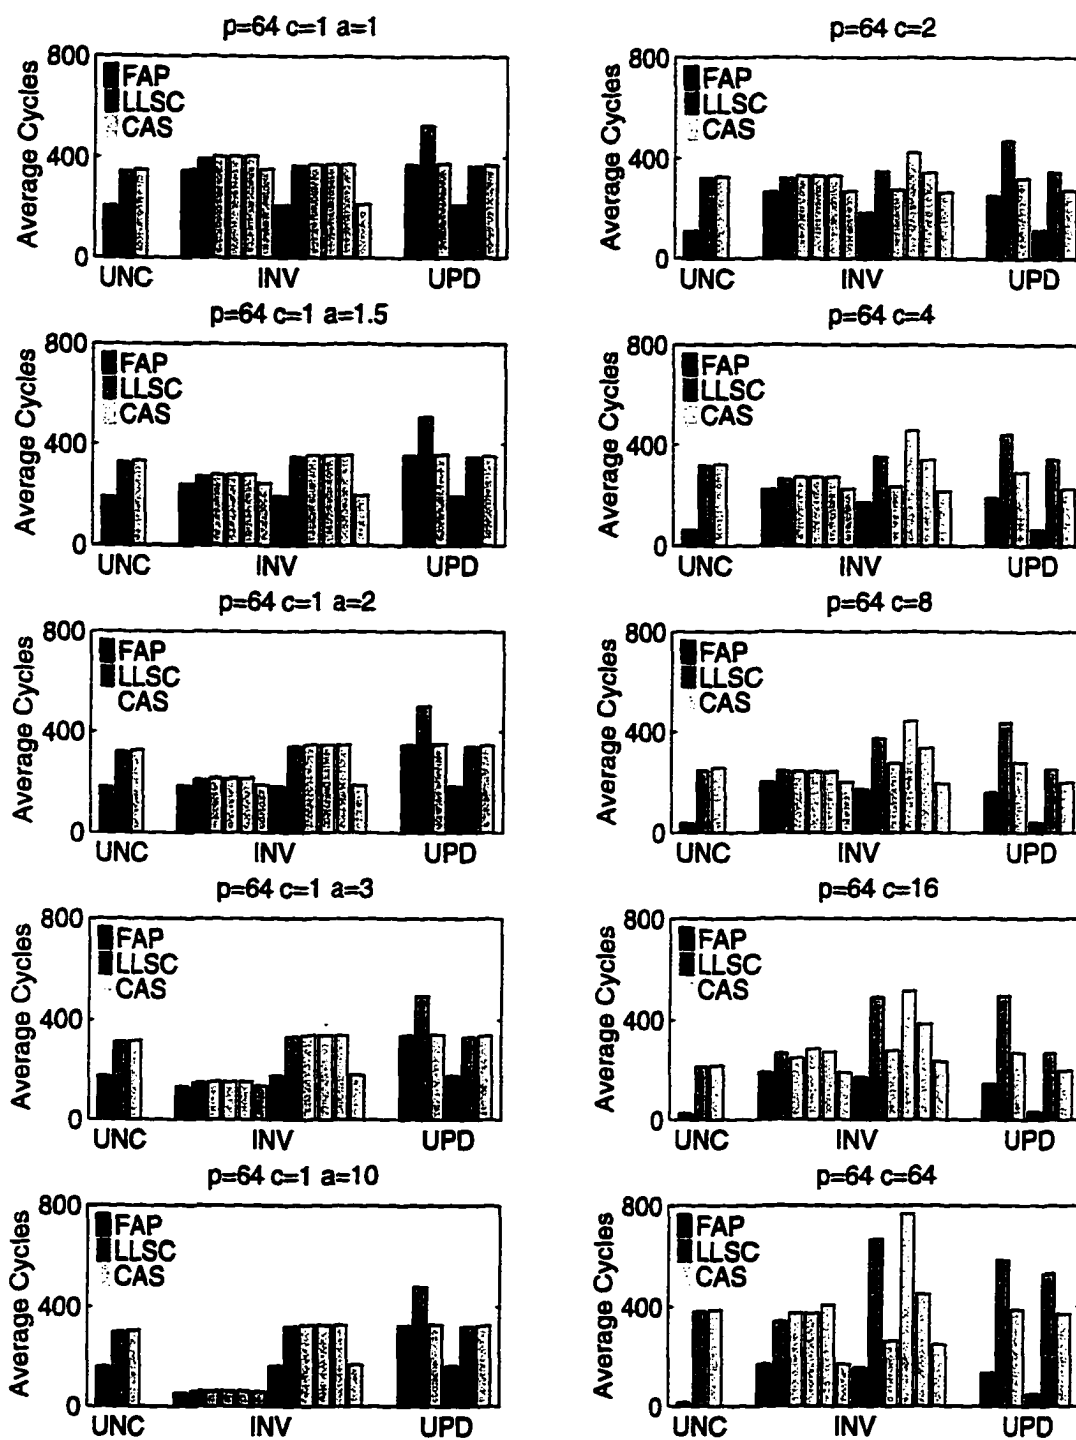 p=64 c=1 a=1
800
400
0
Average Cycles
FAP
LLSC
CAS
UNC INV UPD
p=64 c=2
800
400
0
Average Cycles
FAP
LLSC
CAS
UNC INV UPD
p=64 c=1 a=1.5
800
400
0
Average Cycles
FAP
LLSC
CAS
UNC INV UPD
p=64 c=4
800
400
0
Average Cycles
FAP
LLSC
CAS
UNC INV UPD
p=64 c=1 a=2
800
400
0
Average Cycles
FAP
LLSC
CAS
UNC INV UPD
p=64 c=8
800
400
0
Average Cycles
FAP
LLSC
CAS
UNC INV UPD
p=64 c=1 a=3
800
400
0
Average Cycles
FAP
LLSC
CAS
UNC INV UPD
p=64 c=16
800
400
0
Average Cycles
FAP
LLSC
CAS
UNC INV UPD
p=64 c=1 a=10
800
400
0
Average Cycles
FAP
LLSC
CAS
UNC INV UPD
p=64 c=64
800
400
0
Average Cycles
FAP
LLSC
CAS
UNC INV UPD